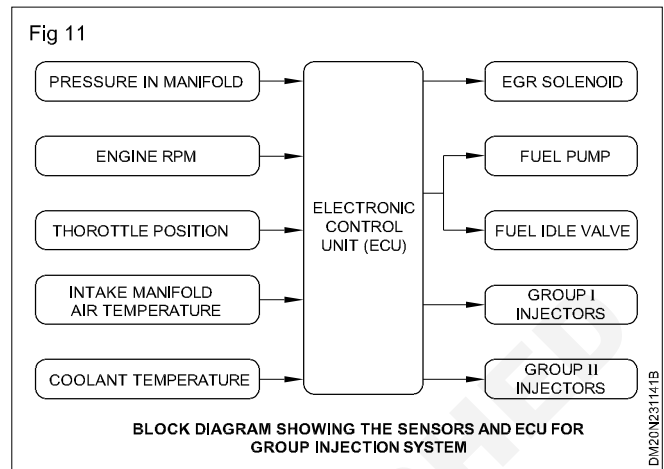 Fig 11
PRESSURE IN MANIFOLD
ENGINE RPM
THOROTTLE POSITION
INTAKE MANIFOLD
AIR TEMPERATURE
COOLANT TEMPERATURE
ELECTRONIC
CONTROL
UNIT (ECU)
EGR SOLENOID
FUEL PUMP
FUEL IDLE VALVE
GROUP I
INJECTORS
GROUP II
INJECTORS
BLOCK DIAGRAM SHOWING THE SENSORS AND ECU FOR
GROUP INJECTION SYSTEM
DM20N231141B